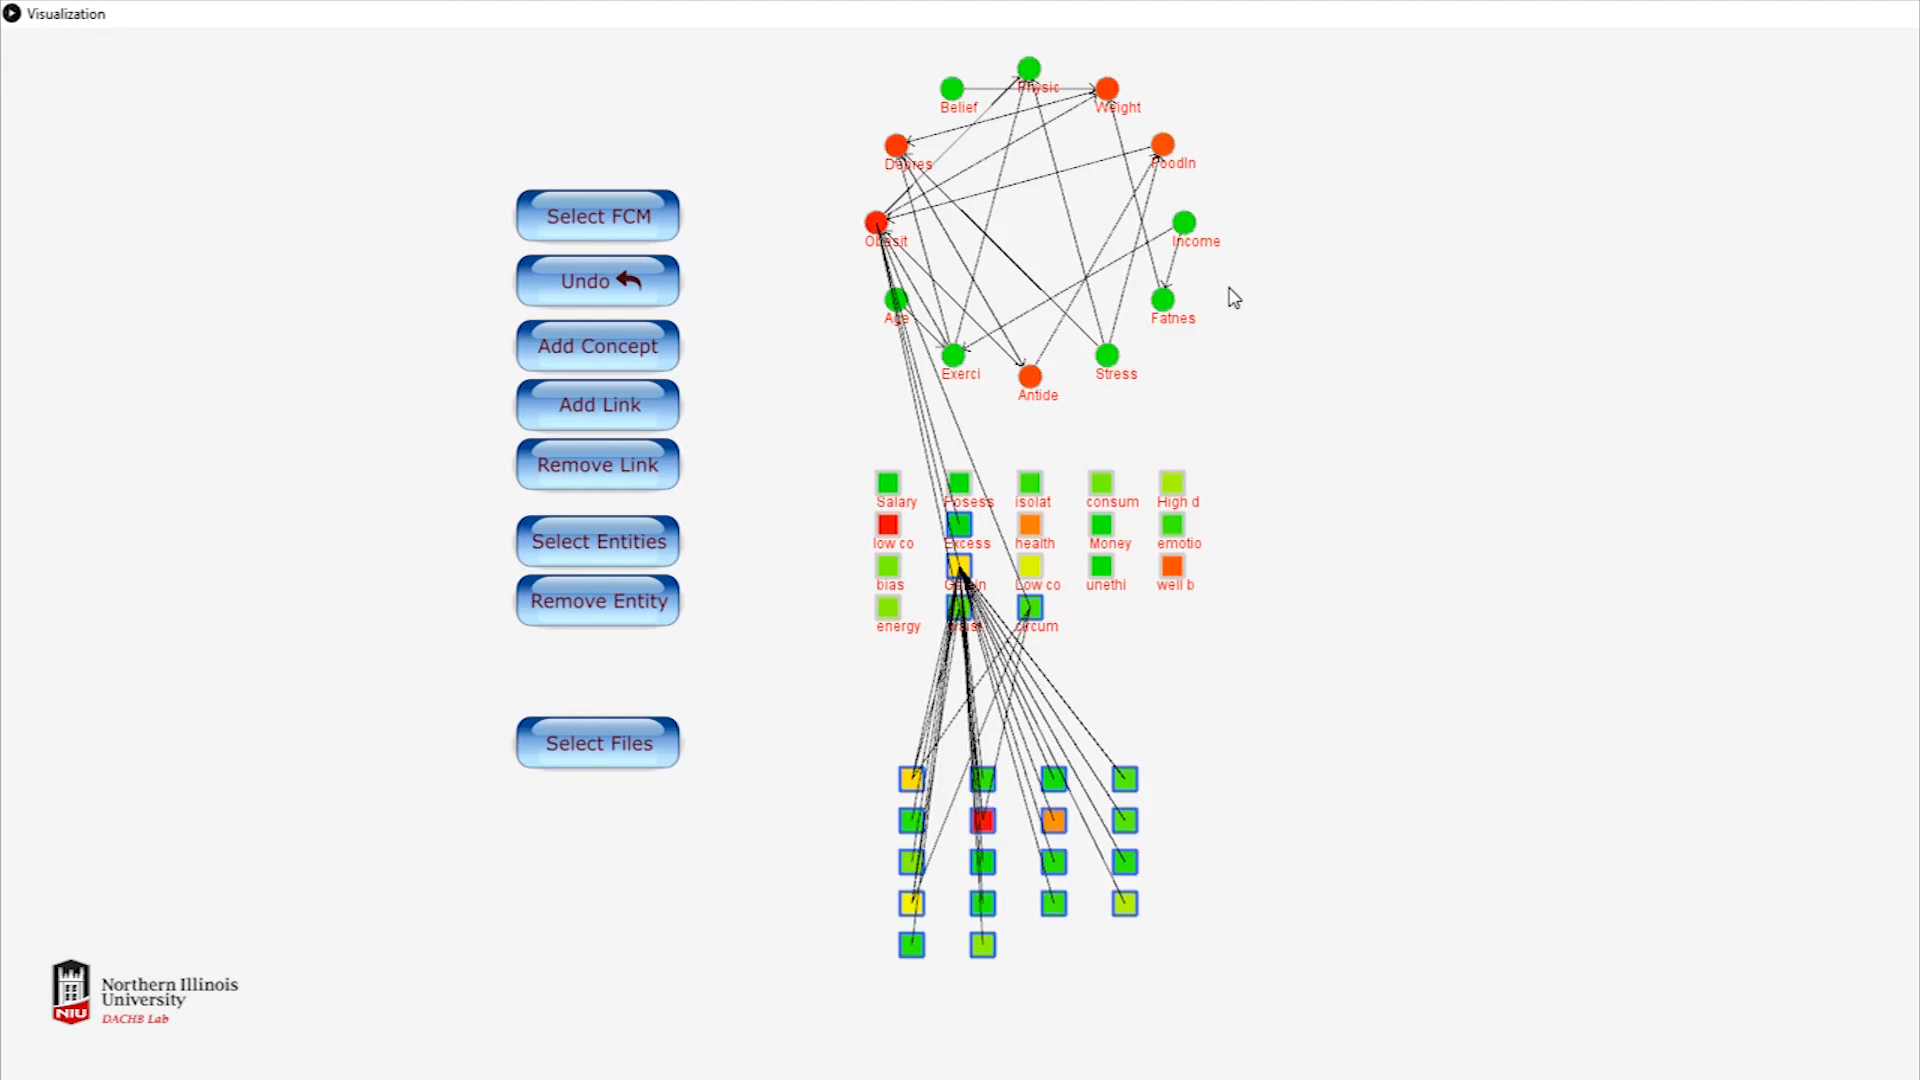 Visualization
Physic
Belief
Weight
Depres
FoodIn
Obesit
Income
Age
Fatnes
Exerci
Stress
Antide
Select FCM
Undo
Add Concept
Add Link
Remove Link
Select Entities
Remove Entity
Select Files
Salary Posess isolat consum High d
low co Excess health Money emotio
bias Low co unethi well b
energy circum
Northern Illinois
University
NIU
DACHB Lab